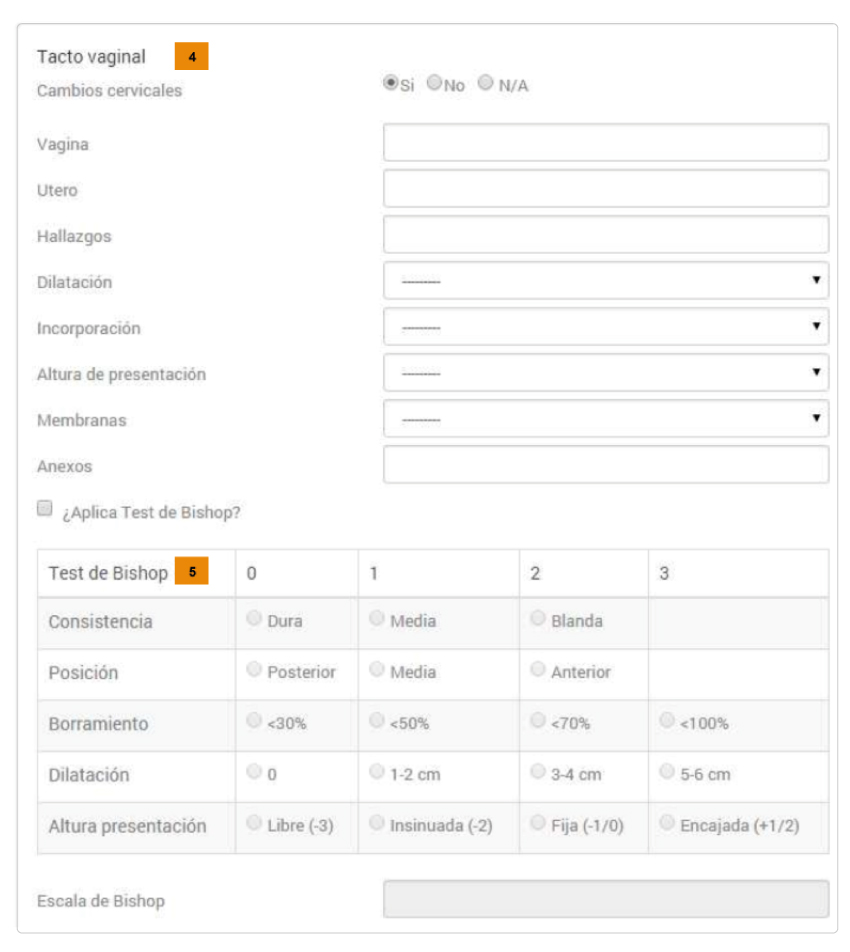 Tacto vaginal 4
Cambios cervicales Si No N/A
Vagina
Utero
Hallazgos
Dilatación ---------
Incorporación ---------
Altura de presentación ---------
Membranas ---------
Anexos
¿Aplica Test de Bishop?
Test de Bishop 5 0 1 2 3
Consistencia Dura Media Blanda
Posición Posterior Media Anterior
Borramiento <30% <50% <70% <100%
Dilatación 0 1-2 cm 3-4 cm 5-6 cm
Altura presentación Libre (-3) Insinuada (-2) Fija (-1/0) Encajada (+1/2)
Escala de Bishop